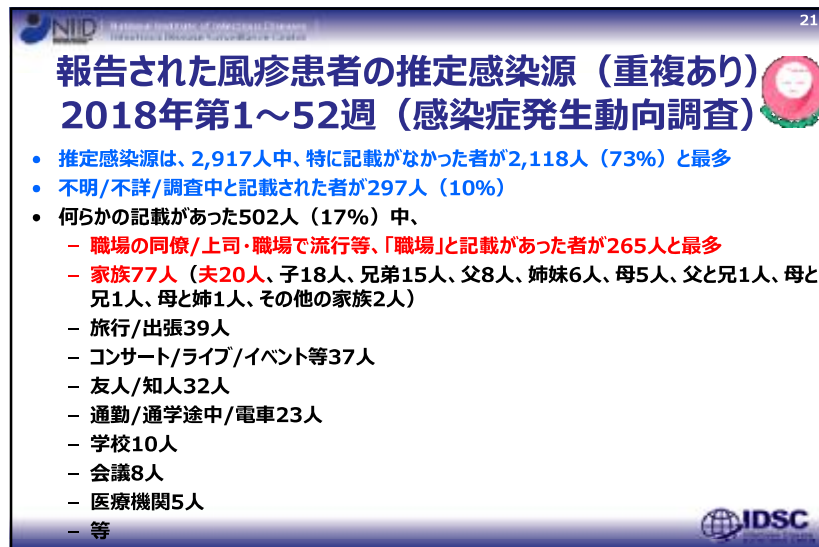 21
NIID National Institute of Infectious Diseases
Infectious Disease Surveillance Center
報告された風疹患者の推定感染源（重複あり）
2018年第1～52週（感染症発生動向調査）
• 推定感染源は、2,917人中、特に記載がなかった者が2,118人（73%）と最多
• 不明/不詳/調査中と記載された者が297人（10%）
• 何らかの記載があった502人（17%）中、
– 職場の同僚/上司・職場で流行等、「職場」と記載があった者が265人と最多
– 家族77人（夫20人、子18人、兄弟15人、父8人、姉妹6人、母5人、父と兄1人、母と
兄1人、母と姉1人、その他の家族2人）
– 旅行/出張39人
– コンサート/ライブ/イベント等37人
– 友人/知人32人
– 通勤/通学途中/電車23人
– 学校10人
– 会議8人
– 医療機関5人
– 等
IDSC